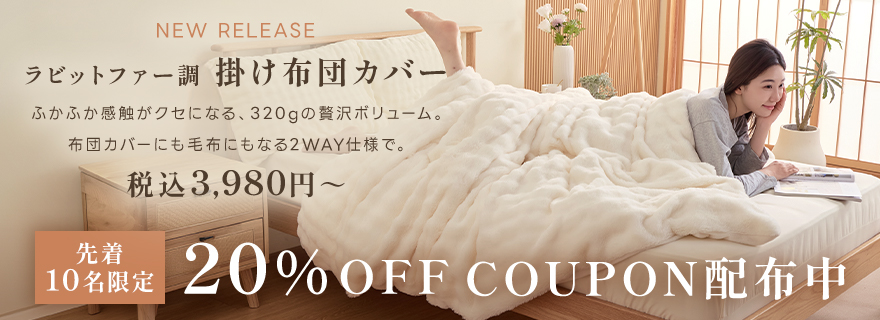 NEW RELEASE
ラビットファー調 掛け布団カバー
ふかふか感触がクセになる、320gの贅沢ボリューム。
布団カバーにも毛布にもなる2WAY仕様で。
税込3,980円～
先着
10名限定
20%OFF COUPON配布中